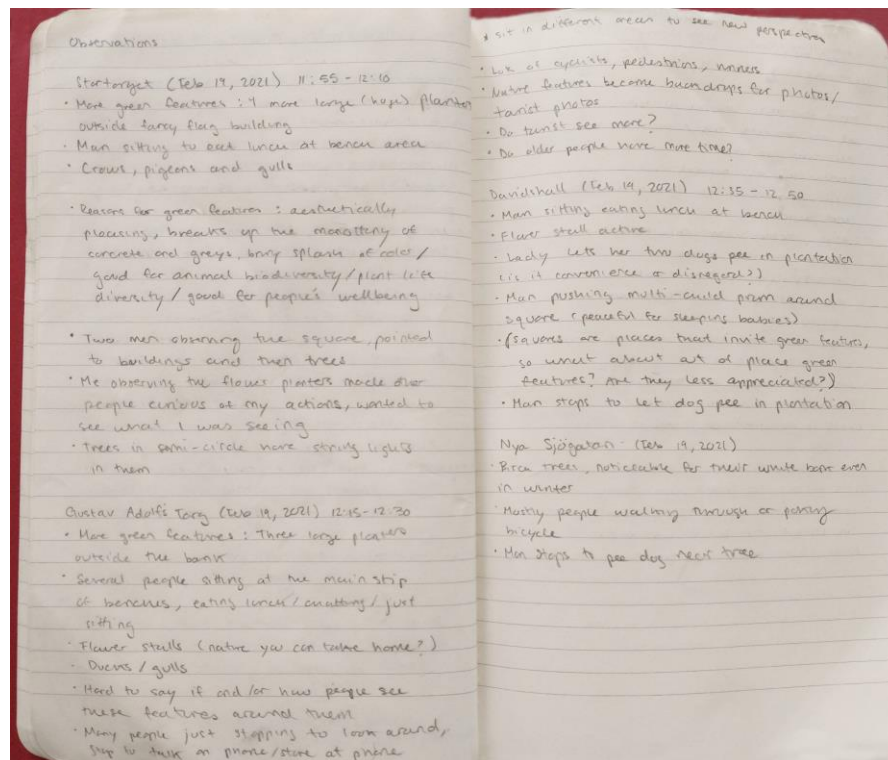 Observations
Stortorget (Feb 19, 2021) 11:55 - 12:10
• More green features: 4 more large (huge) planters
outside fancy flag building
• Man sitting to eat lunch at bench area
• Crows, pigeons and gulls
• Reasons for green features: aesthetically
pleasing, breaks up the monotony of
concrete and greys, bring splash of color/
good for animal biodiversity/plant life
diversity/good for people's wellbeing
• Two men observing the square, pointed
to buildings and then trees
• Me observing the flower planters made other
people curious of my actions, wanted to
see what I was seeing
• Trees in semi-circle have string lights
in them
Gustav Adolfs Torg (Feb 19, 2021) 12:15-12:30
• More green features: Three large planters
outside the bank
• Several people sitting at the main strip
of benches, eating lunch/chatting/just
sitting
• Flower stalls (nature you can take home?)
• Ducks/gulls
• Hard to say if and/or how people see
these features around them
• Many people just stopping to look around,
stop to talk on phone/stare at phone
* sit in different areas to see new perspectives
• Lots of cyclists, pedestrians, runners
• Nature features become backdrops for photos/
tourist photos
• Do tourist see more?
• Do older people have more time?
Davidshall (Feb 19, 2021) 12:35-12:50
• Man sitting eating lunch at bench
• Flower stall active
• Lady lets her two dogs pee in plantation
(is it convenience or disregard?)
• Man pushing multi-child pram around
square (peaceful for sleeping babies)
• (Squares are places that invite green features,
so what about out of place green
features? Are they less appreciated?)
• Man stops to let dog pee in plantation
Nya Sjögatan - (Feb 19, 2021)
• Birch trees, noticeable for their white bark even
in winter
• Mostly people walking through or parking
bicycle
• Man stops to pee dog near tree